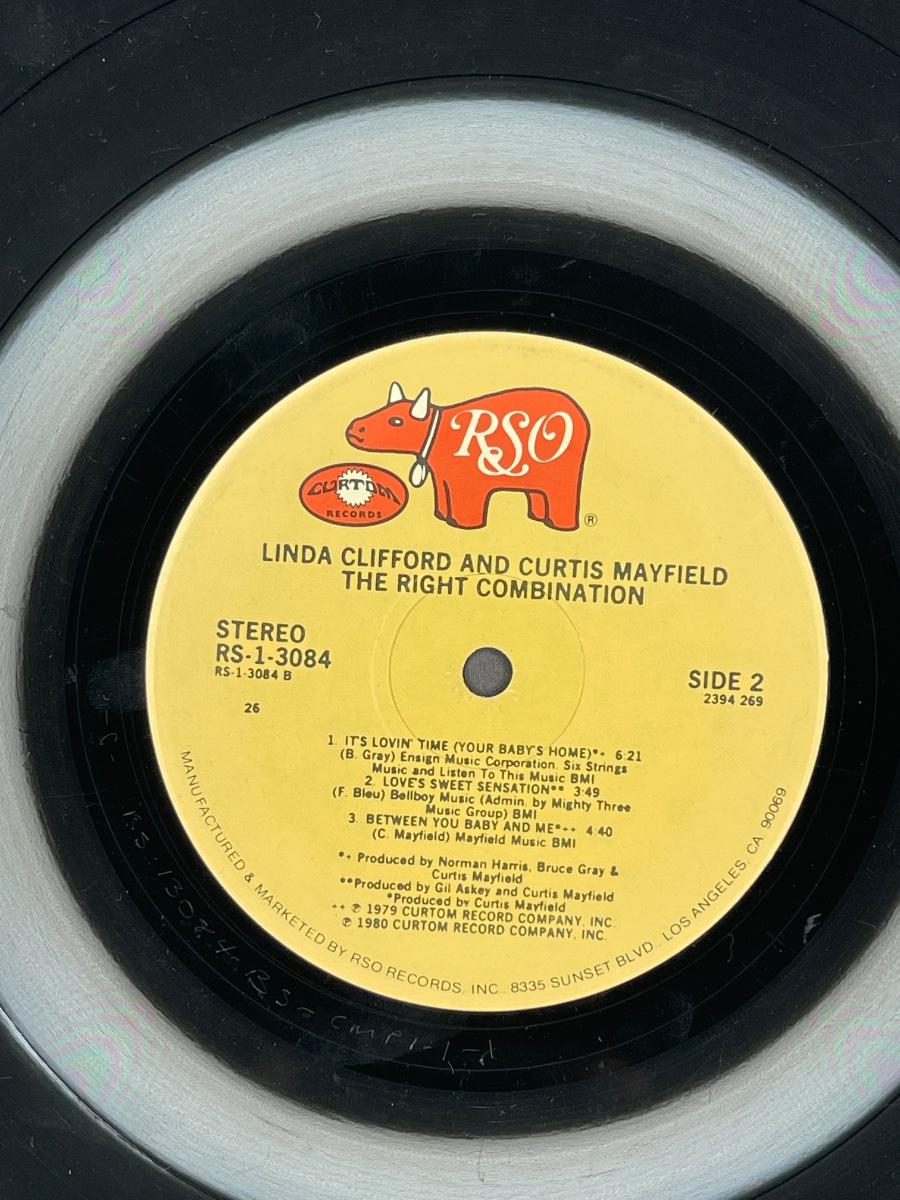 RSO
CURTOM
RECORDS
®
LINDA CLIFFORD AND CURTIS MAYFIELD
THE RIGHT COMBINATION
STEREO
RS-1-3084
RS-1-3084 B
26
SIDE 2
2394 269
1. IT'S LOVIN' TIME (YOUR BABY'S HOME)*+ 6:21
(B. Gray) Ensign Music Corporation. Six Strings
Music and Listen To This Music BMI
2. LOVE'S SWEET SENSATION** 3:49
(F. Bleu) Bellboy Music (Admin. by Mighty Three
Music Group) BMI
3. BETWEEN YOU BABY AND ME*++ 4:40
(C. Mayfield) Mayfield Music BMI
*+ Produced by Norman Harris, Bruce Gray &
Curtis Mayfield
**Produced by Gil Askey and Curtis Mayfield
*Produced by Curtis Mayfield
++ ℗ 1979 CURTOM RECORD COMPANY, INC.
℗ 1980 CURTOM RECORD COMPANY, INC.
MANUFACTURED & MARKETED BY RSO RECORDS, INC., 8335 SUNSET BLVD., LOS ANGELES, CA 90069